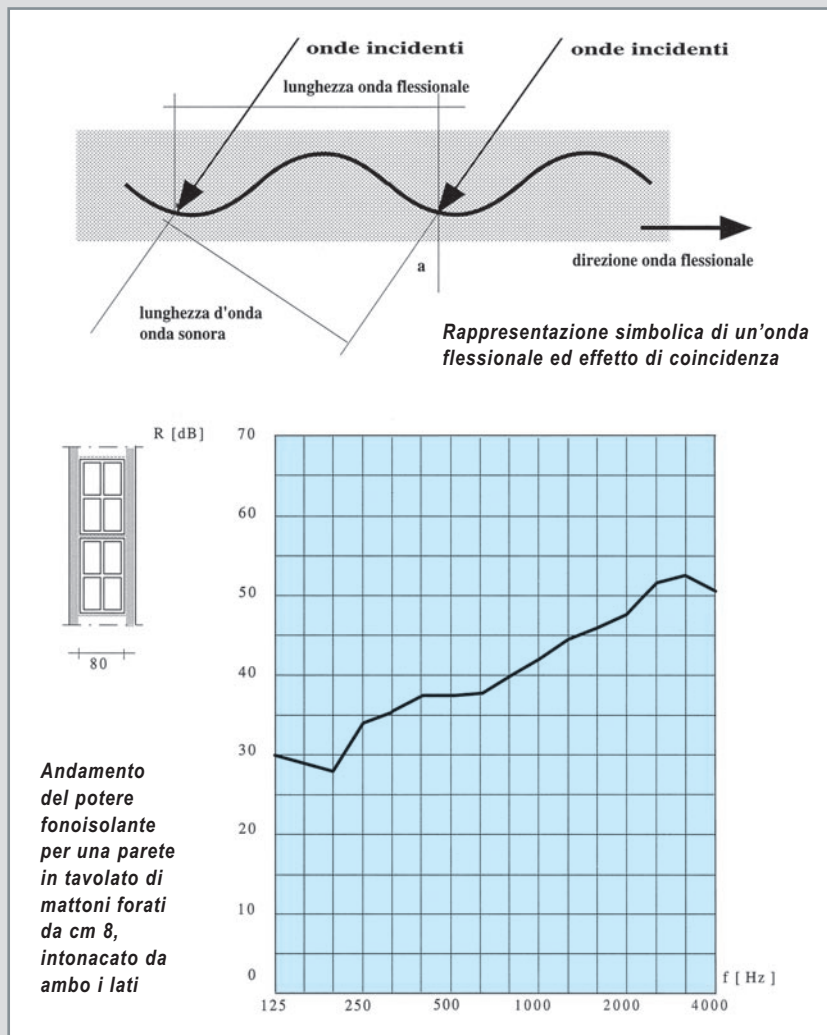 onde incidenti
onde incidenti
lunghezza onda flessionale
a
direzione onda flessionale
lunghezza d'onda
onda sonora
Rappresentazione simbolica di un'onda
flessionale ed effetto di coincidenza
R [dB]
70
60
50
40
30
20
10
0
80
Andamento
del potere
fonoisolante
per una parete
in tavolato di
mattoni forati
da cm 8,
intonacato da
ambo i lati
f [ Hz ]
125 250 500 1000 2000 4000